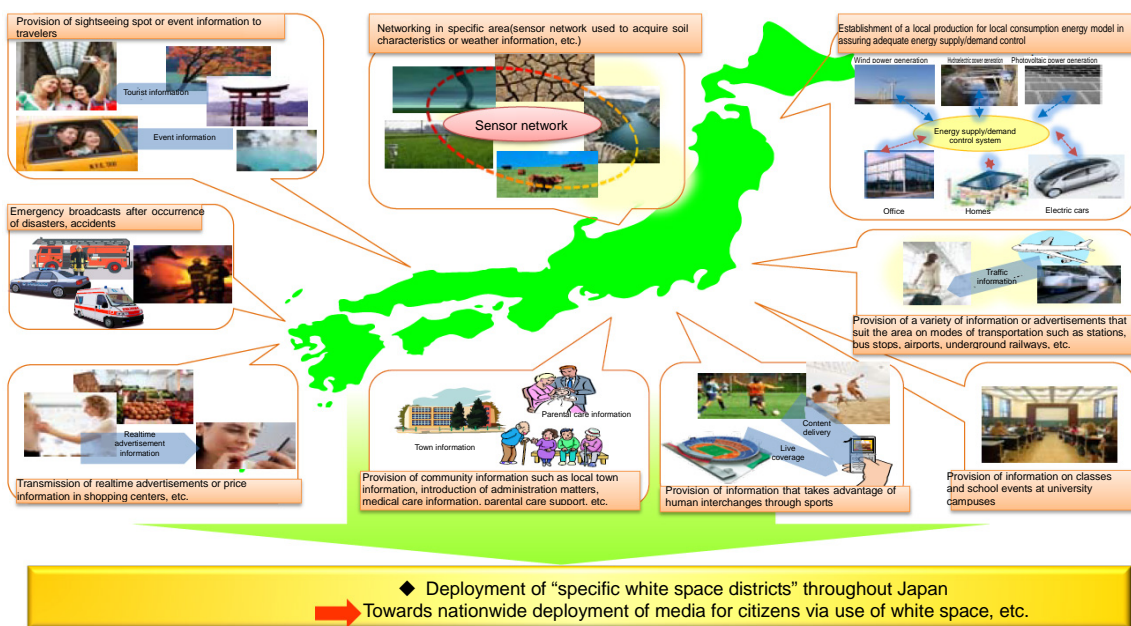 Provision of sightseeing spot or event information to
travelers
Tourist information
Event information
N.Y.C. TAXI
Networking in specific area(sensor network used to acquire soil
characteristics or weather information, etc.)
Sensor network
Establishment of a local production for local consumption energy model in
assuring adequate energy supply/demand control
Wind power generation
Hydroelectric power generation
Photovoltaic power generation
Energy supply/demand
control system
Office
Homes
Electric cars
Emergency broadcasts after occurrence
of disasters, accidents
Traffic
information
Provision of a variety of information or advertisements that
suit the area on modes of transportation such as stations,
bus stops, airports, underground railways, etc.
Realtime
advertisement
information
Transmission of realtime advertisements or price
information in shopping centers, etc.
Town information
Parental care information
Provision of community information such as local town
information, introduction of administration matters,
medical care information, parental care support, etc.
Content
delivery
Live
coverage
Provision of information that takes advantage of
human interchanges through sports
Provision of information on classes
and school events at university
campuses
◆ Deployment of “specific white space districts” throughout Japan
Towards nationwide deployment of media for citizens via use of white space, etc.